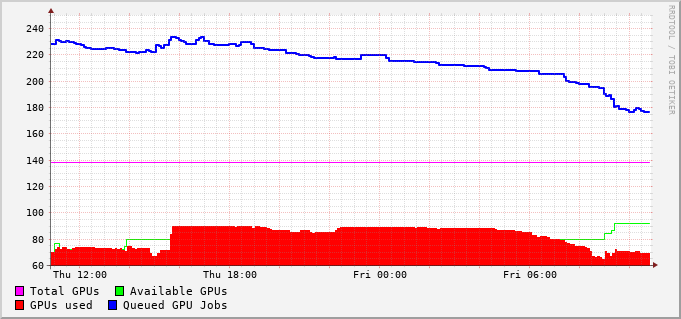 RRDTOOL / TOBI OETIKER
240
220
200
180
160
140
120
100
80
60
Thu 12:00 Thu 18:00 Fri 00:00 Fri 06:00
Total GPUs Available GPUs
GPUs used Queued GPU Jobs